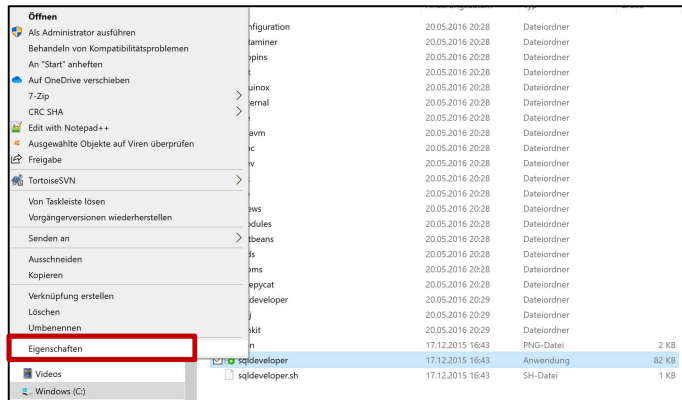 Öffnen
Als Administrator ausführen
Behandeln von Kompatibilitätsproblemen
An "Start" anheften
Auf OneDrive verschieben
7-Zip
CRC SHA
Edit with Notepad++
Ausgewählte Objekte auf Viren überprüfen
Freigabe
TortoiseSVN
Von Taskleiste lösen
Vorgängerversionen wiederherstellen
Senden an
Ausschneiden
Kopieren
Verknüpfung erstellen
Löschen
Umbenennen
Eigenschaften
Videos
Windows (C:)
nfiguration 20.05.2016 20:28 Dateiordner
taminer 20.05.2016 20:28 Dateiordner
opins 20.05.2016 20:28 Dateiordner
t 20.05.2016 20:28 Dateiordner
uinox 20.05.2016 20:28 Dateiordner
ternal 20.05.2016 20:28 Dateiordner
20.05.2016 20:28 Dateiordner
avm 20.05.2016 20:28 Dateiordner
oc 20.05.2016 20:28 Dateiordner
ev 20.05.2016 20:28 Dateiordner
20.05.2016 20:28 Dateiordner
20.05.2016 20:28 Dateiordner
ews 20.05.2016 20:28 Dateiordner
odules 20.05.2016 20:28 Dateiordner
tbeans 20.05.2016 20:28 Dateiordner
ds 20.05.2016 20:28 Dateiordner
oms 20.05.2016 20:28 Dateiordner
epycat 20.05.2016 20:28 Dateiordner
ldeveloper 20.05.2016 20:29 Dateiordner
j 20.05.2016 20:29 Dateiordner
nkit 20.05.2016 20:29 Dateiordner
n 17.12.2015 16:43 PNG-Datei 2 KB
sqldeveloper 17.12.2015 16:43 Anwendung 82 KB
sqldeveloper.sh 17.12.2015 16:43 SH-Datei 1 KB